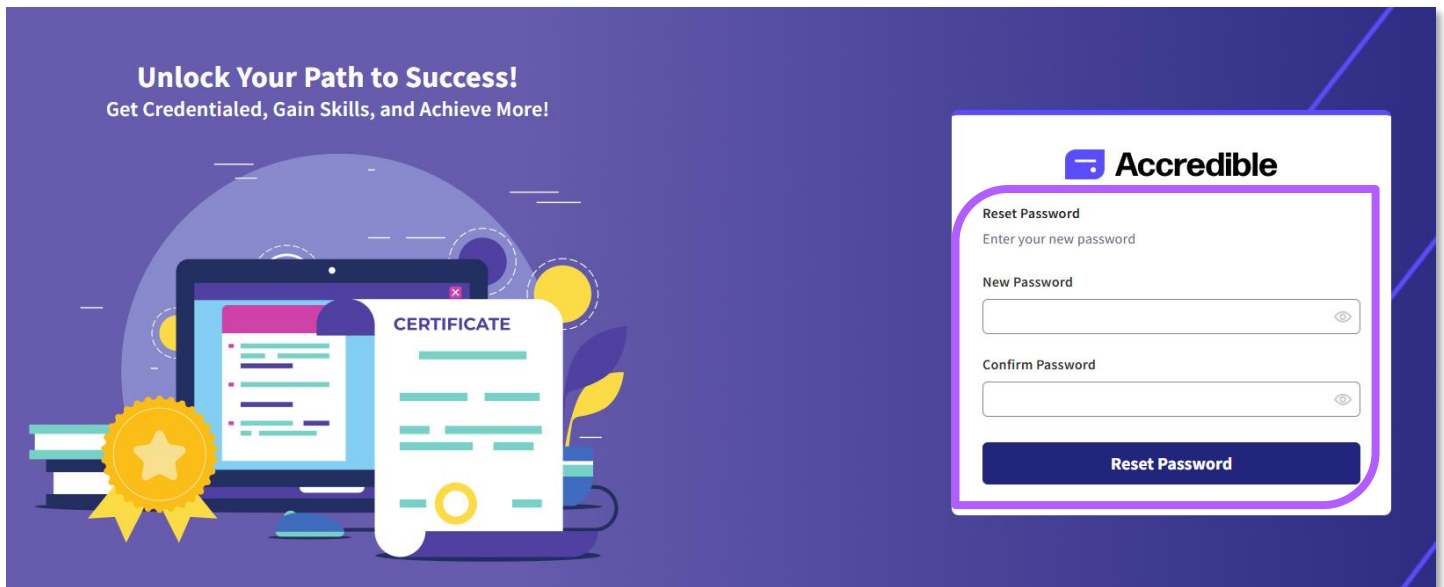 Unlock Your Path to Success!
Get Credentialed, Gain Skills, and Achieve More!
CERTIFICATE
Accredible
Reset Password
Enter your new password
New Password
Confirm Password
Reset Password